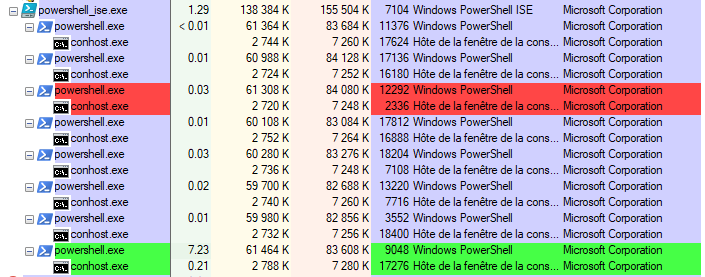 powershell_ise.exe 1.29 138 384 K 155 504 K 7104 Windows PowerShell ISE Microsoft Corporation
powershell.exe < 0.01 61 364 K 83 684 K 11376 Windows PowerShell Microsoft Corporation
conhost.exe 2 744 K 7 260 K 17624 Hôte de la fenêtre de la cons... Microsoft Corporation
powershell.exe 0.01 60 988 K 84 128 K 17136 Windows PowerShell Microsoft Corporation
conhost.exe 2 724 K 7 252 K 16180 Hôte de la fenêtre de la cons... Microsoft Corporation
powershell.exe 0.03 61 308 K 84 080 K 12292 Windows PowerShell Microsoft Corporation
conhost.exe 2 720 K 7 248 K 2336 Hôte de la fenêtre de la cons... Microsoft Corporation
powershell.exe 0.01 60 108 K 83 084 K 17812 Windows PowerShell Microsoft Corporation
conhost.exe 2 752 K 7 264 K 16888 Hôte de la fenêtre de la cons... Microsoft Corporation
powershell.exe 0.03 60 280 K 83 276 K 18204 Windows PowerShell Microsoft Corporation
conhost.exe 2 736 K 7 248 K 7108 Hôte de la fenêtre de la cons... Microsoft Corporation
powershell.exe 0.02 59 700 K 82 688 K 13220 Windows PowerShell Microsoft Corporation
conhost.exe 2 740 K 7 260 K 7716 Hôte de la fenêtre de la cons... Microsoft Corporation
powershell.exe 0.01 59 980 K 82 856 K 3552 Windows PowerShell Microsoft Corporation
conhost.exe 2 732 K 7 256 K 18400 Hôte de la fenêtre de la cons... Microsoft Corporation
powershell.exe 7.23 61 464 K 83 608 K 9048 Windows PowerShell Microsoft Corporation
conhost.exe 0.21 2 788 K 7 280 K 17276 Hôte de la fenêtre de la cons... Microsoft Corporation